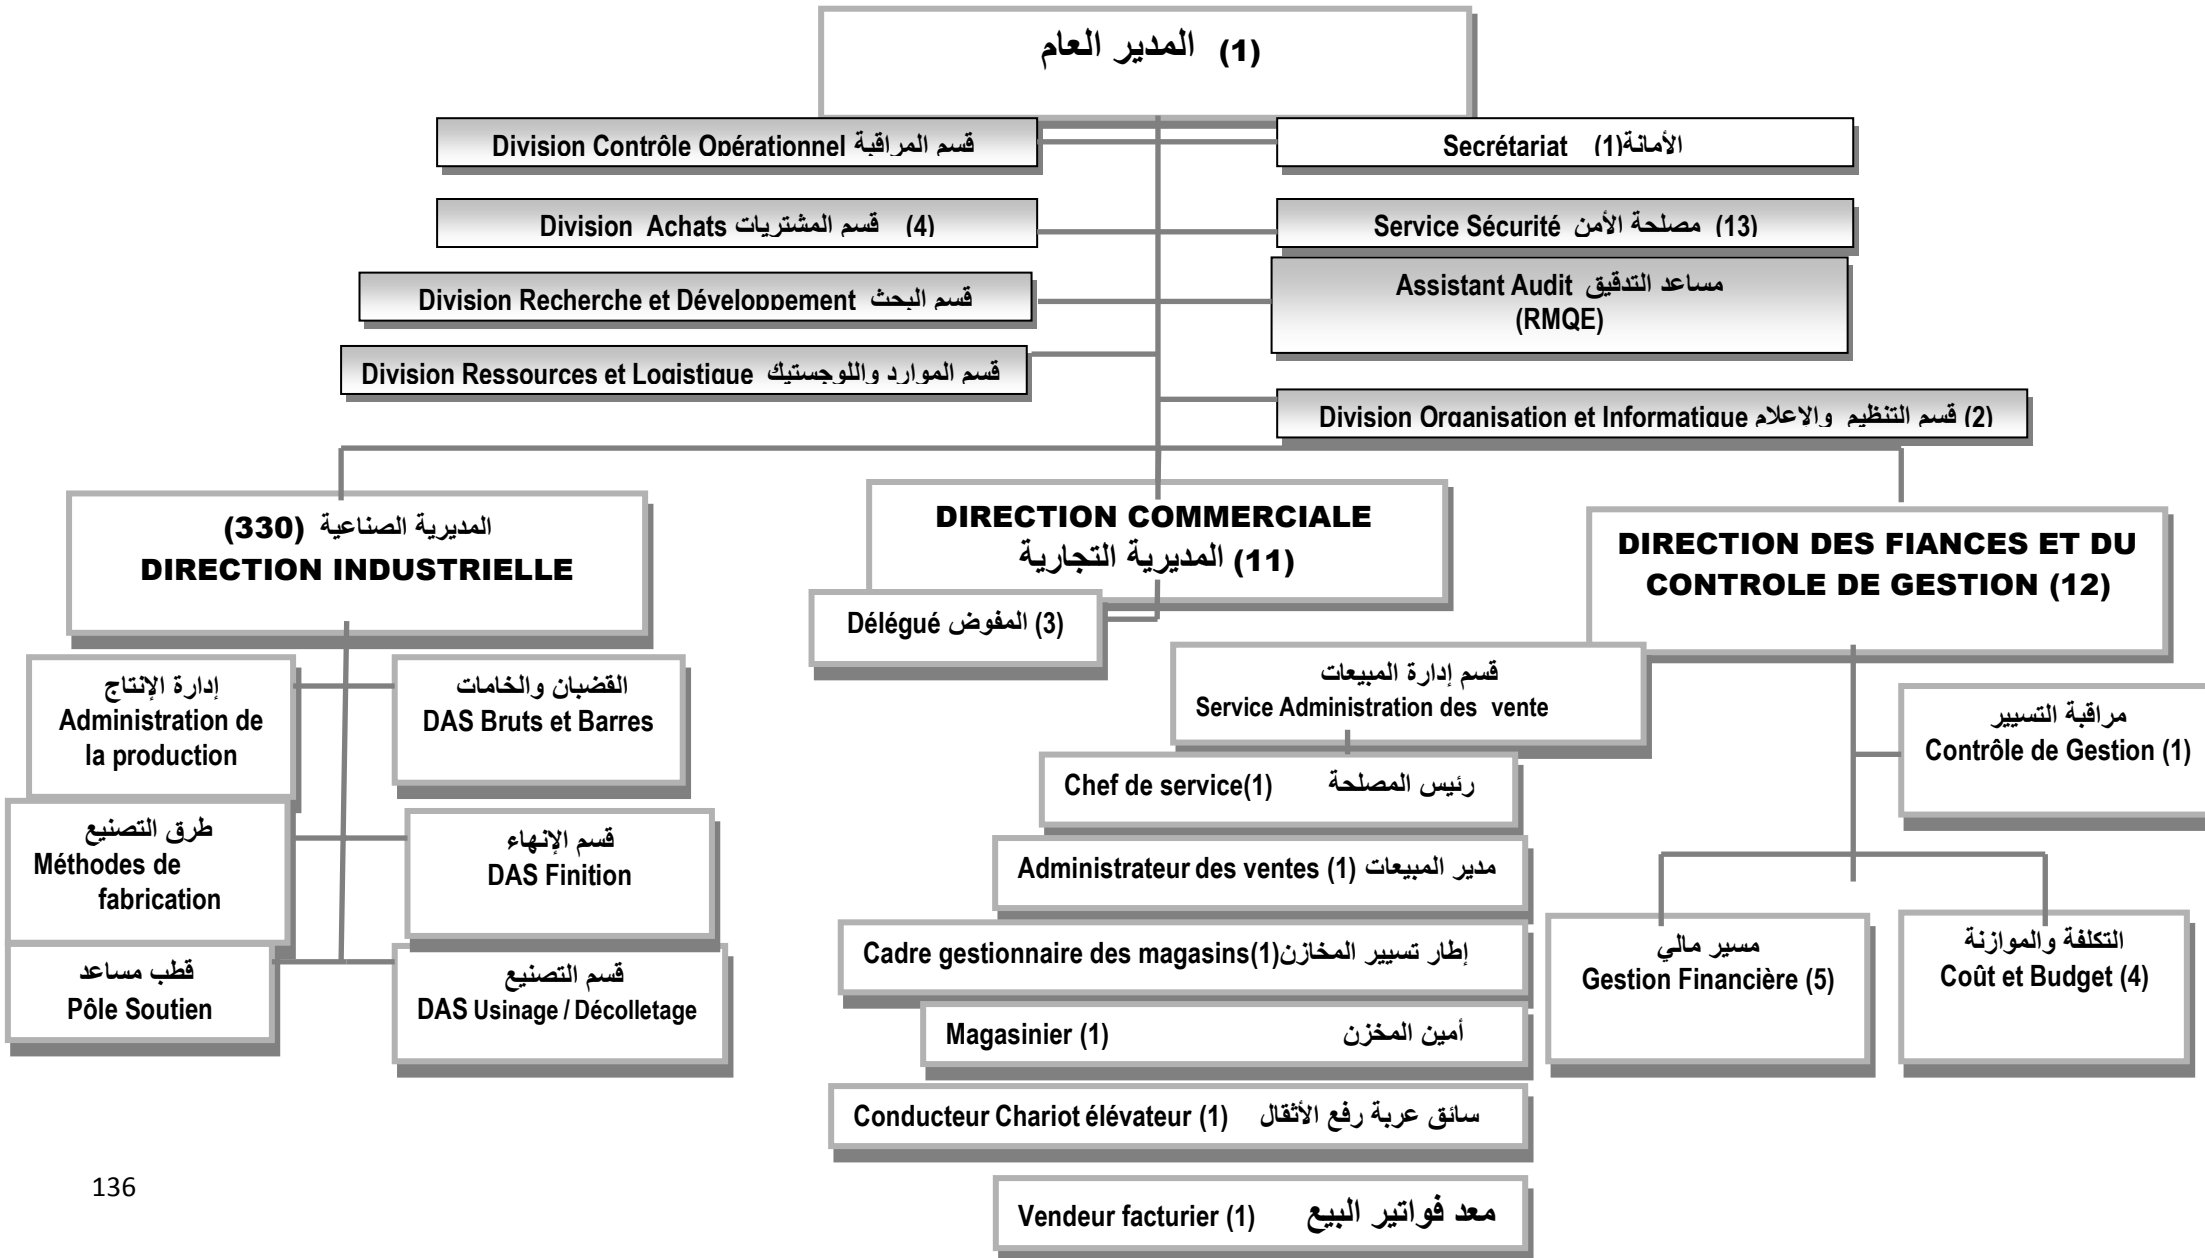 المدير العام (1)
Division Contrôle Opérationnel قسم المراقبة
Secrétariat (1)الأمانة
Division Achats قسم المشتريات (4)
Service Sécurité مصلحة الأمن (13)
Division Recherche et Développement قسم البحث
Assistant Audit مساعد التدقيق
(RMQE)
Division Ressources et Logistique قسم الموارد واللوجستيك
Division Organisation et Informatique قسم التنظيم والاعلام (2)
المديرية الصناعية (330)
DIRECTION INDUSTRIELLE
DIRECTION COMMERCIALE
المديرية التجارية (11)
DIRECTION DES FIANCES ET DU
CONTROLE DE GESTION (12)
Délégué المفوض (3)
إدارة الإنتاج
Administration de
la production
القضبان والخامات
DAS Bruts et Barres
قسم إدارة المبيعات
Service Administration des vente
مراقبة التسيير
Contrôle de Gestion (1)
Chef de service(1) رئيس المصلحة
طرق التصنيع
Méthodes de
fabrication
قسم الإنهاء
DAS Finition
Administrateur des ventes (1) مدير المبيعات
Cadre gestionnaire des magasins(1)إطار تسيير المخازن
مسير مالي
Gestion Financière (5)
التكلفة والموازنة
Coût et Budget (4)
قطب مساعد
Pôle Soutien
قسم التصنيع
DAS Usinage / Décolletage
Magasinier (1) أمين المخزن
Conducteur Chariot élévateur (1) سائق عربة رفع الأثقال
Vendeur facturier (1) معد فواتير البيع
136